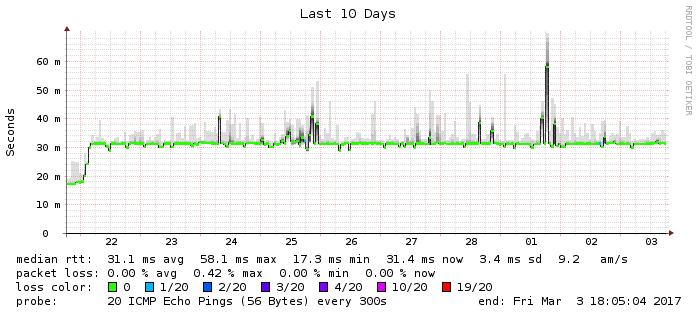 Last 10 Days
RRDTOOL / TOBI OETIKER
Seconds
60 m
50 m
40 m
30 m
20 m
10 m
0
22 23 24 25 26 27 28 01 02 03
median rtt: 31.1 ms avg 58.1 ms max 17.3 ms min 31.4 ms now 3.4 ms sd 9.2 am/s
packet loss: 0.00 % avg 0.42 % max 0.00 % min 0.00 % now
loss color: 0 1/20 2/20 3/20 4/20 10/20 19/20
probe: 20 ICMP Echo Pings (56 Bytes) every 300s end: Fri Mar 3 18:05:04 2017